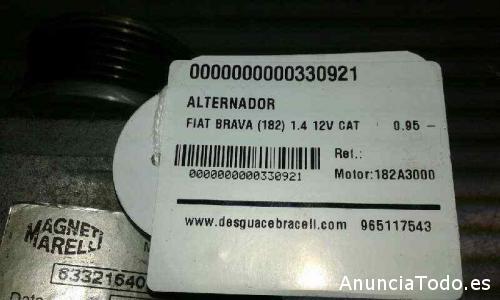 0000000000330921
ALTERNADOR
FIAT BRAVA (182) 1.4 12V CAT 0.95 -
Ref.:
0000000000330921
Motor:182A3000
www.desguacebracell.com 965117543
MAGNETI
MARELLI
AnunciaTodo.es